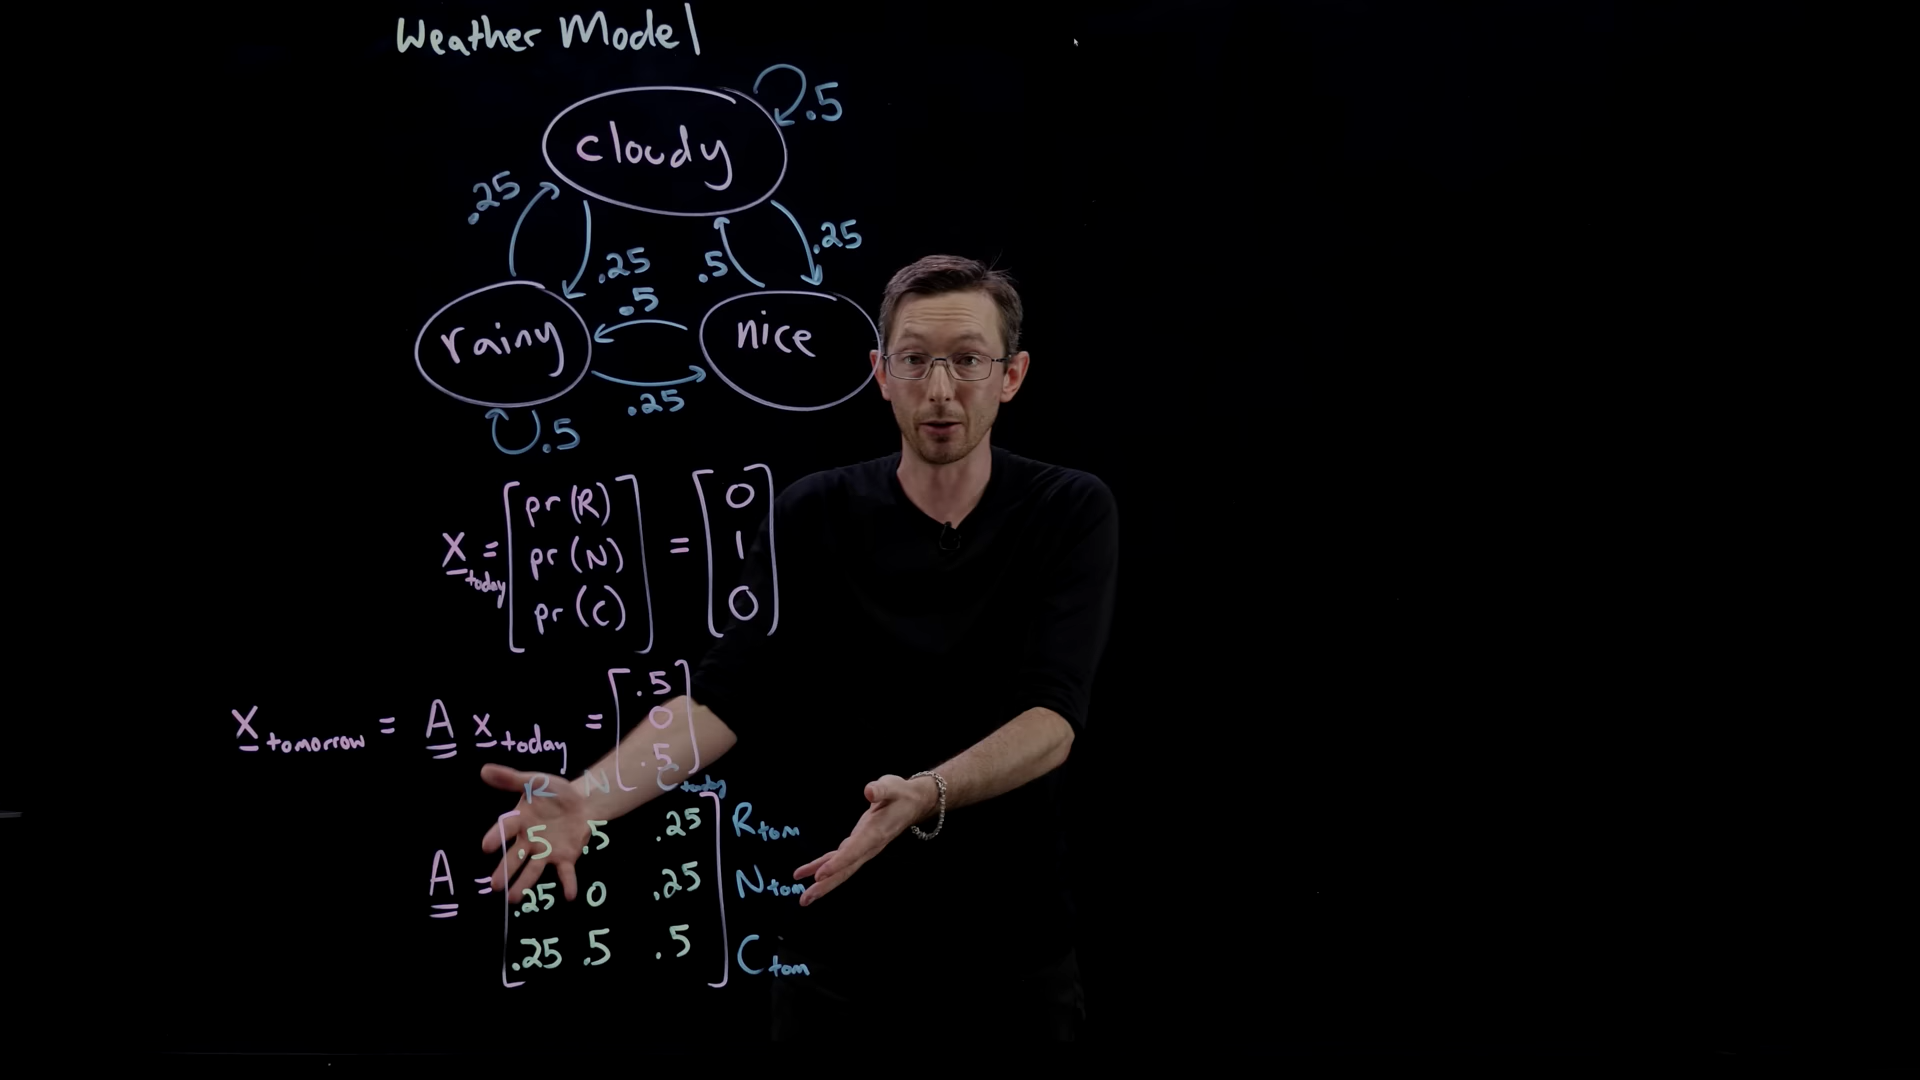 Weather Model
.5
cloudy
.25
.25
.25
.5
.5
rainy
nice
.25
.5
X today = [pr(R) pr(N) pr(C)] = [0 1 0]
X tomorrow = A X today = [.5 0 .5]
R N C today
A = [.5 .5 .25 R tom
.25 0 .25 N tom
.25 .5 .5] C tom